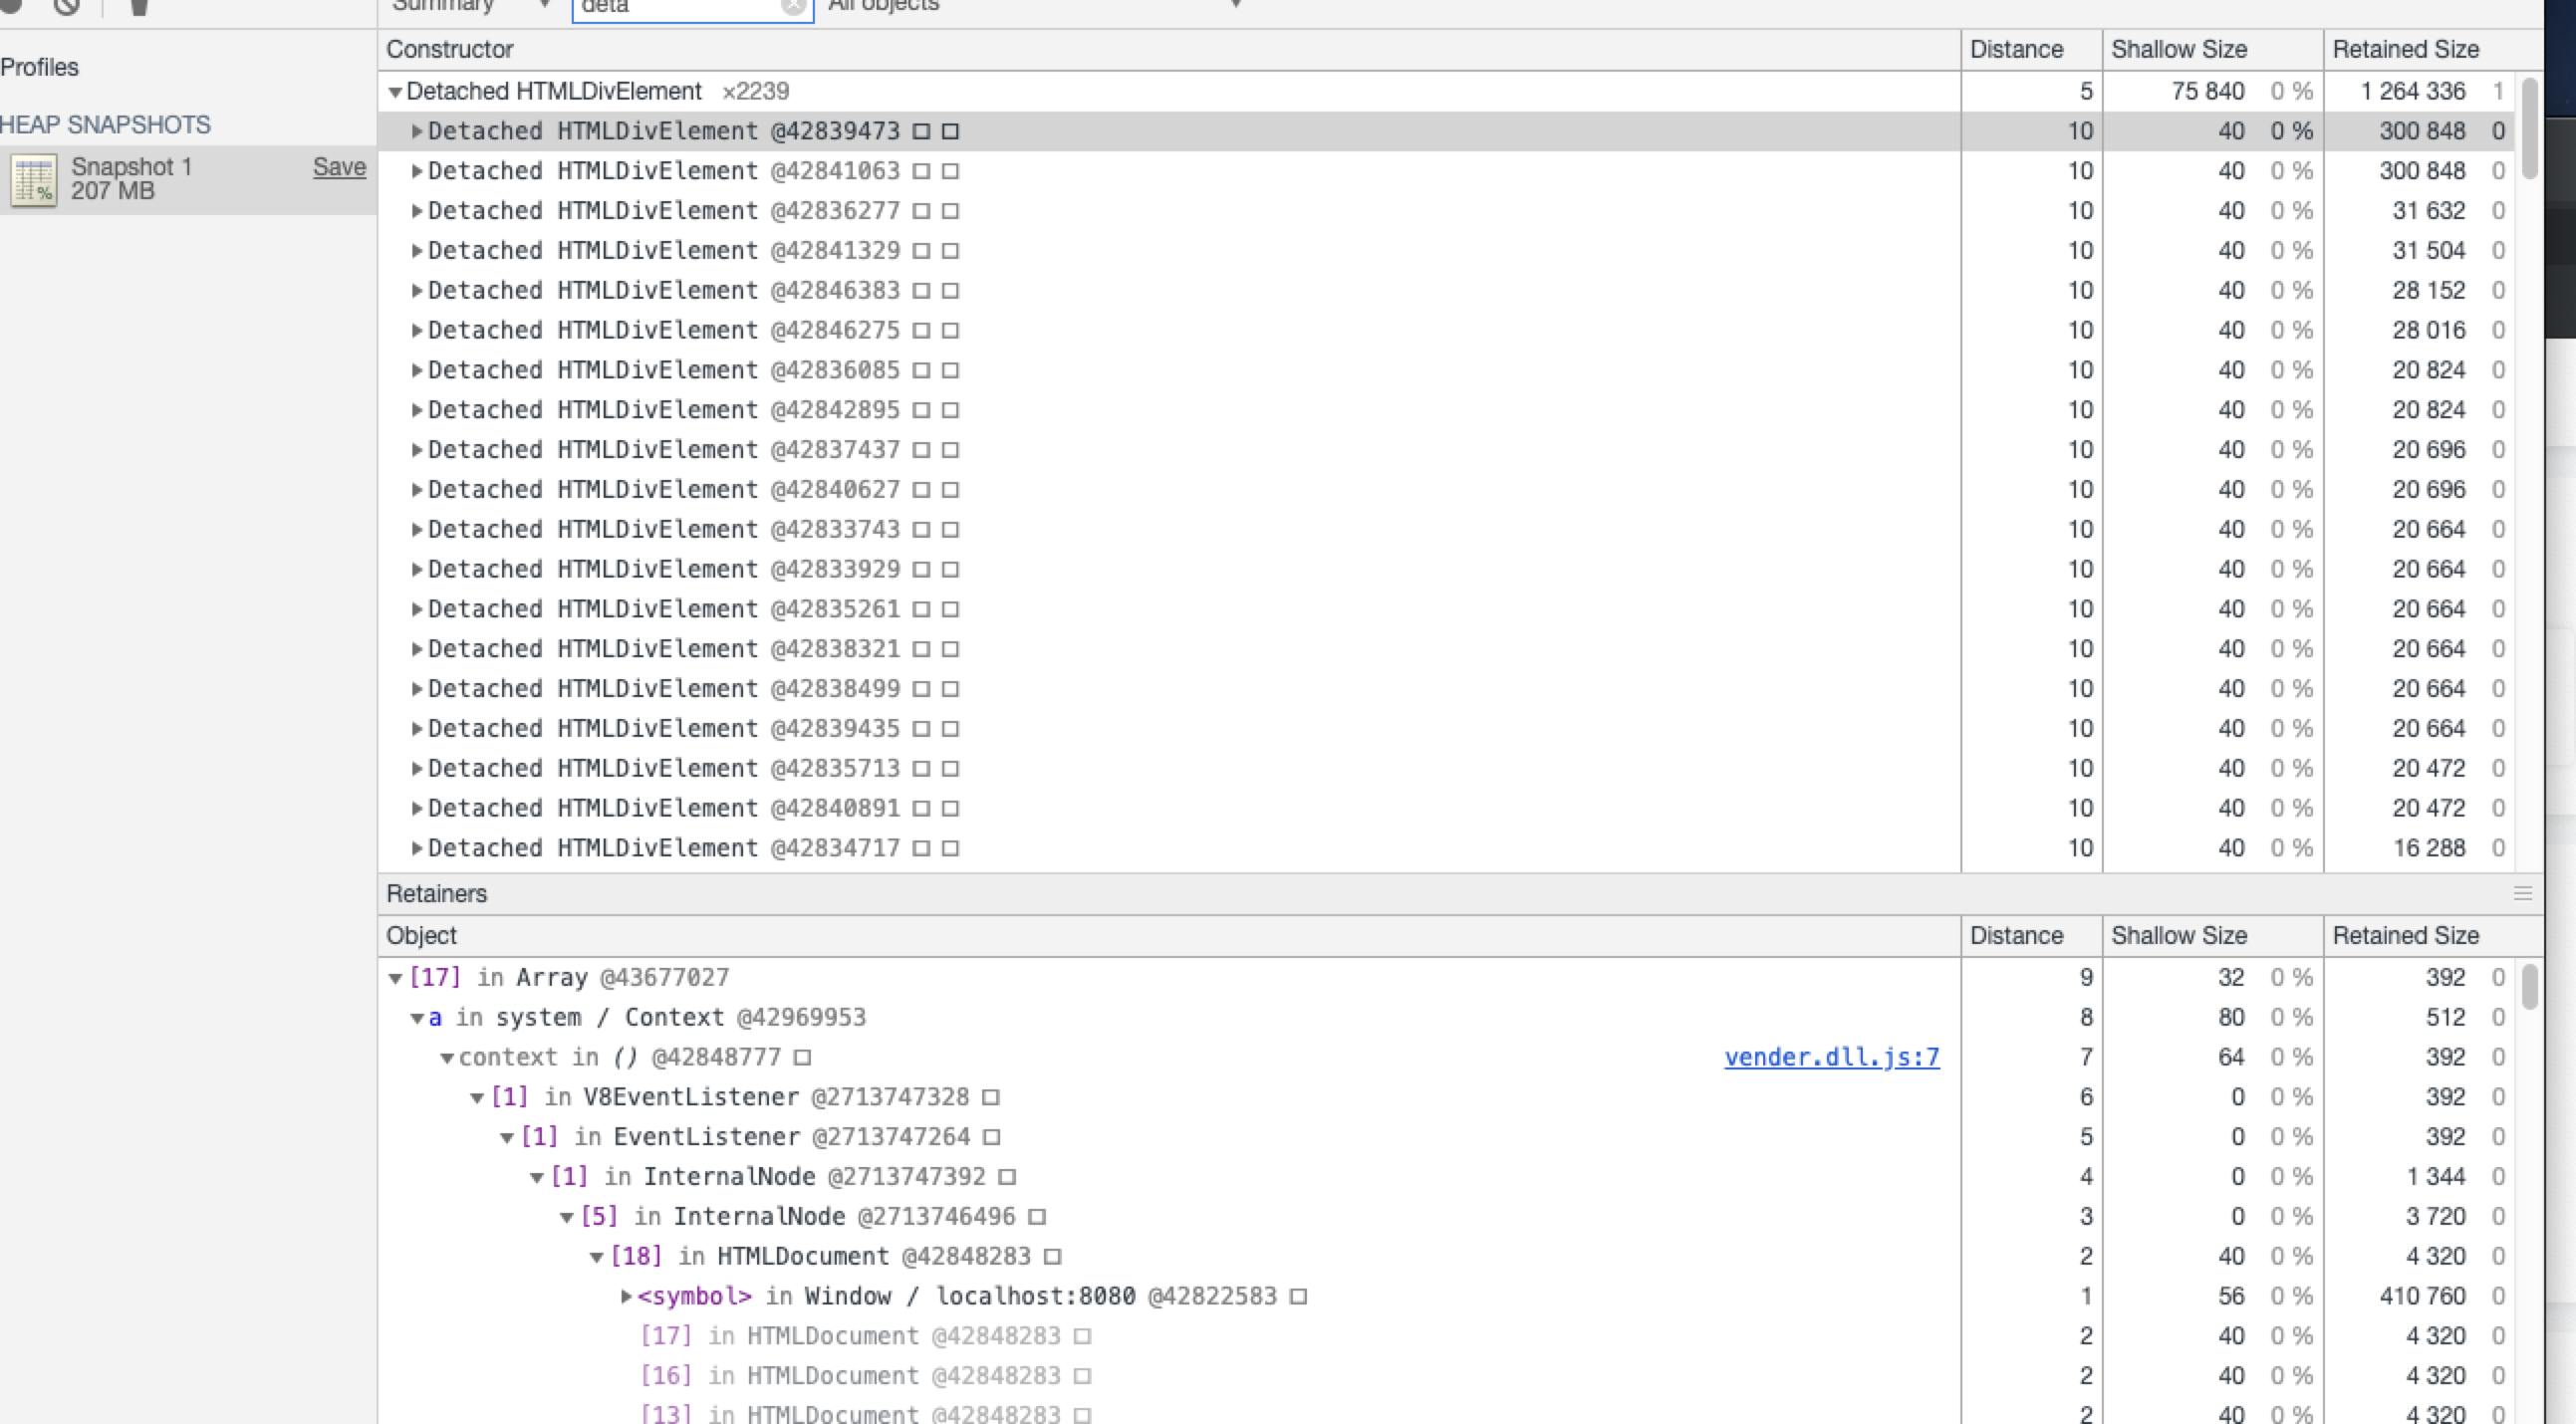 Summary ▼ deta All objects ▼
Profiles
HEAP SNAPSHOTS
Snapshot 1 Save
207 MB
Constructor Distance Shallow Size Retained Size
▼Detached HTMLDivElement ×2239 5 75 840 0 % 1 264 336 1
▶Detached HTMLDivElement @42839473 10 40 0 % 300 848 0
▶Detached HTMLDivElement @42841063 10 40 0 % 300 848 0
▶Detached HTMLDivElement @42836277 10 40 0 % 31 632 0
▶Detached HTMLDivElement @42841329 10 40 0 % 31 504 0
▶Detached HTMLDivElement @42846383 10 40 0 % 28 152 0
▶Detached HTMLDivElement @42846275 10 40 0 % 28 016 0
▶Detached HTMLDivElement @42836085 10 40 0 % 20 824 0
▶Detached HTMLDivElement @42842895 10 40 0 % 20 824 0
▶Detached HTMLDivElement @42837437 10 40 0 % 20 696 0
▶Detached HTMLDivElement @42840627 10 40 0 % 20 696 0
▶Detached HTMLDivElement @42833743 10 40 0 % 20 664 0
▶Detached HTMLDivElement @42833929 10 40 0 % 20 664 0
▶Detached HTMLDivElement @42835261 10 40 0 % 20 664 0
▶Detached HTMLDivElement @42838321 10 40 0 % 20 664 0
▶Detached HTMLDivElement @42838499 10 40 0 % 20 664 0
▶Detached HTMLDivElement @42839435 10 40 0 % 20 664 0
▶Detached HTMLDivElement @42835713 10 40 0 % 20 472 0
▶Detached HTMLDivElement @42840891 10 40 0 % 20 472 0
▶Detached HTMLDivElement @42834717 10 40 0 % 16 288 0
Retainers
Object Distance Shallow Size Retained Size
▼[17] in Array @43677027 9 32 0 % 392 0
▼a in system / Context @42969953 8 80 0 % 512 0
▼context in () @42848777 vender.dll.js:7 7 64 0 % 392 0
▼[1] in V8EventListener @2713747328 6 0 0 % 392 0
▼[1] in EventListener @2713747264 5 0 0 % 392 0
▼[1] in InternalNode @2713747392 4 0 0 % 1 344 0
▼[5] in InternalNode @2713746496 3 0 0 % 3 720 0
▼[18] in HTMLDocument @42848283 2 40 0 % 4 320 0
▶<symbol> in Window / localhost:8080 @42822583 1 56 0 % 410 760 0
[17] in HTMLDocument @42848283 2 40 0 % 4 320 0
[16] in HTMLDocument @42848283 2 40 0 % 4 320 0
[13] in HTMLDocument @42848283 2 40 0 % 4 320 0